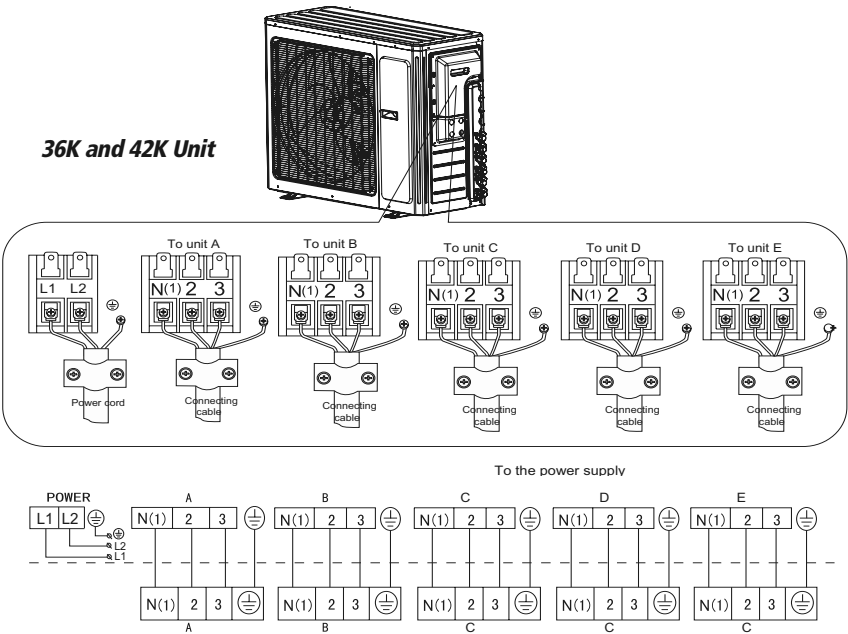 36K and 42K Unit
To unit A
To unit B
To unit C
To unit D
To unit E
L1 L2
N(1) 2 3
N(1) 2 3
N(1) 2 3
N(1) 2 3
N(1) 2 3
Power cord
Connecting
cable
Connecting
cable
Connecting
cable
Connecting
cable
Connecting
cable
To the power supply
POWER
A
B
C
D
E
L1 L2
N(1) 2 3
N(1) 2 3
N(1) 2 3
N(1) 2 3
N(1) 2 3
L2
L1
N(1) 2 3
N(1) 2 3
N(1) 2 3
N(1) 2 3
N(1) 2 3
A
B
C
C
C